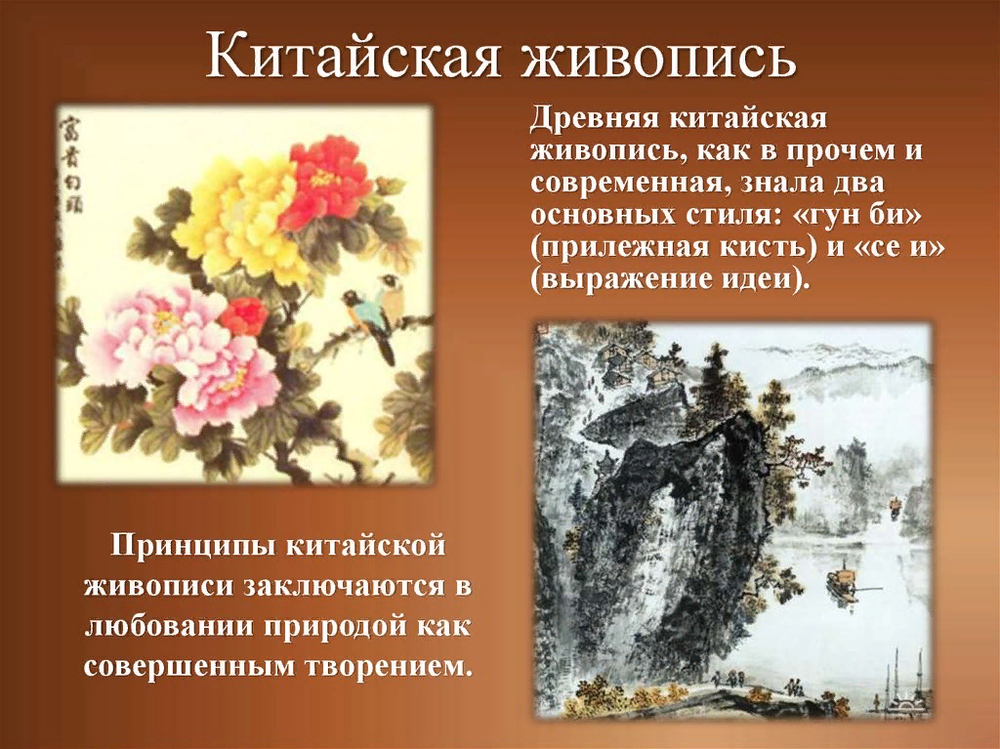 Китайская живопись
富貴白頭
Древняя китайская
живопись, как в прочем и
современная, знала два
основных стиля: «гун би»
(прилежная кисть) и «се и»
(выражение идеи).
Принципы китайской
живописи заключаются в
любовании природой как
совершенным творением.